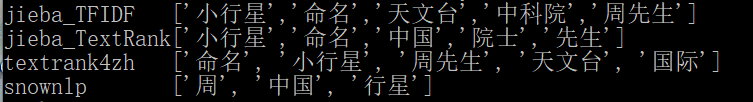 jieba_TFIDF ['小行星','命名','天文台','中科院','周先生']
jieba_TextRank['小行星','命名', '中国','院士','先生']
textrank4zh ['命名', '小行星', '周先生', '天文台', '国际']
snownlp ['周', '中国', '行星']